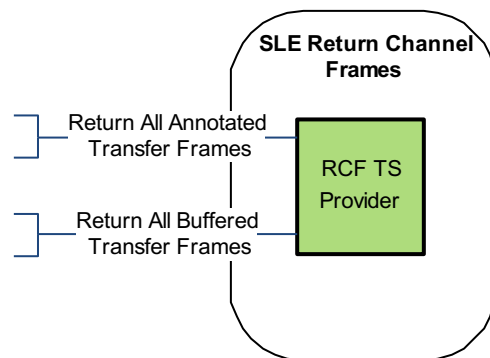 SLE Return Channel
Frames
Return All Annotated
Transfer Frames
RCF TS
Provider
Return All Buffered
Transfer Frames